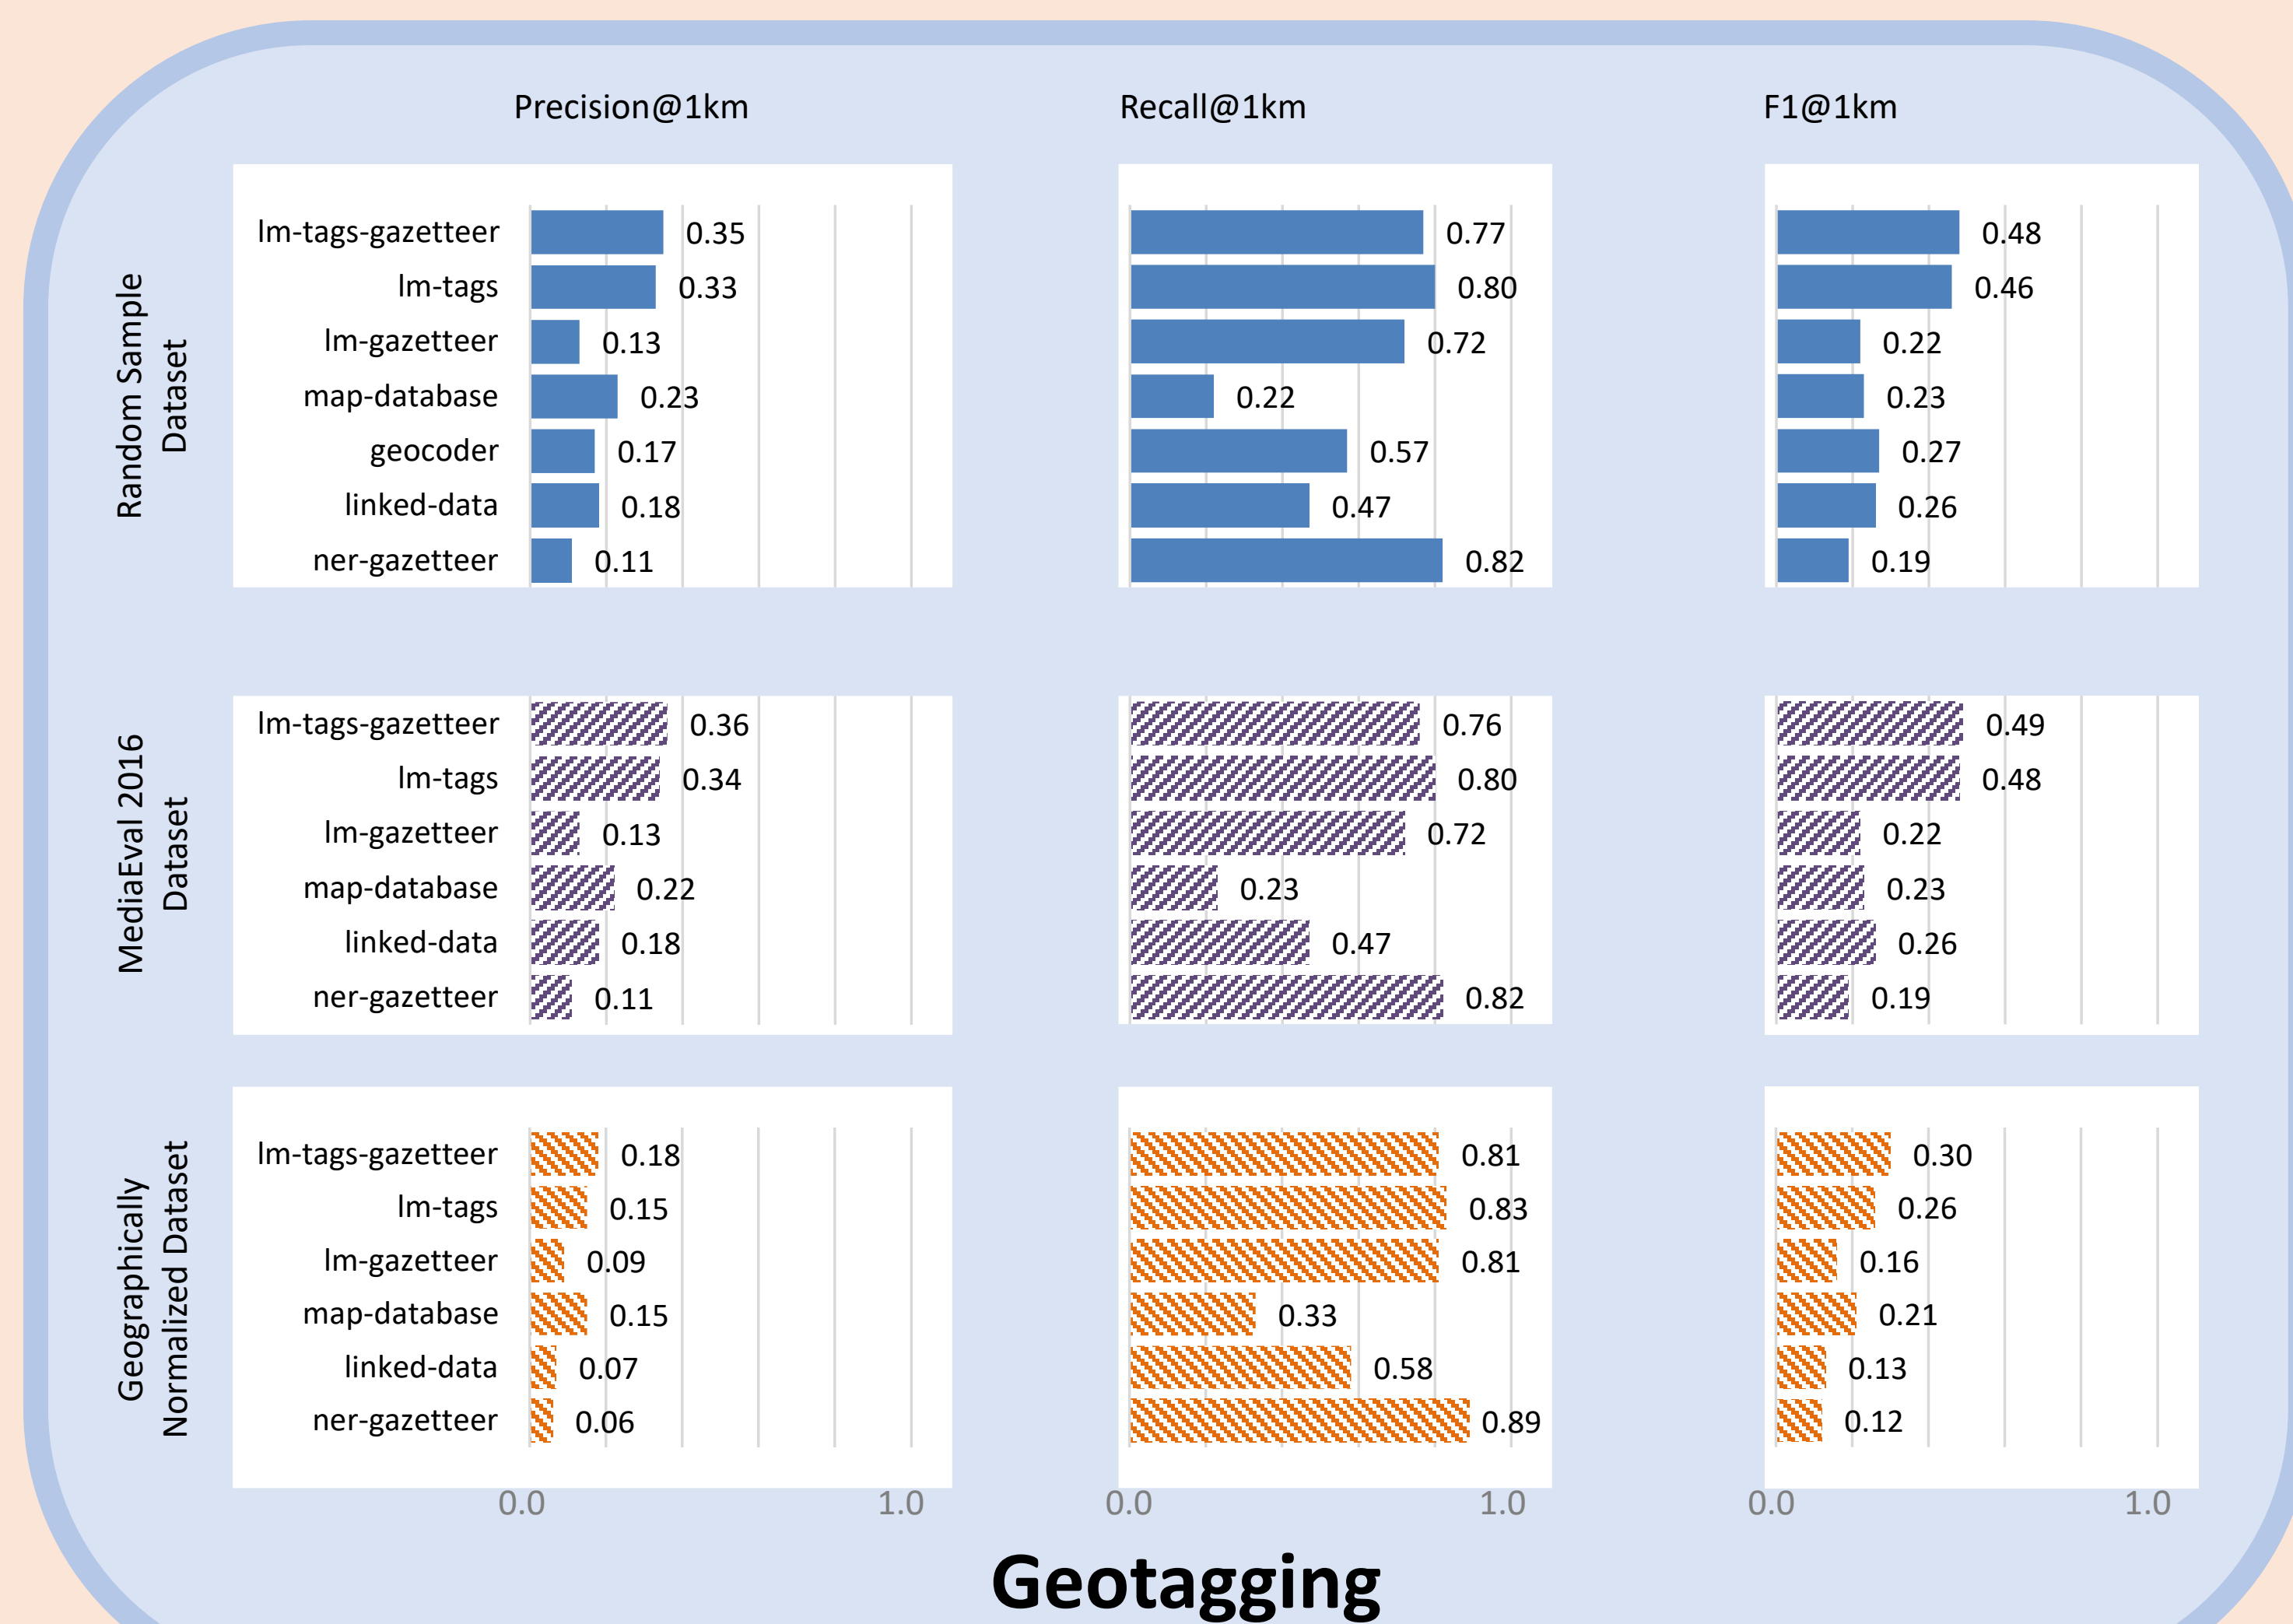 Precision@1km Recall@1km F1@1km
Random Sample
Dataset
lm-tags-gazetteer 0.35 0.77 0.48
lm-tags 0.33 0.80 0.46
lm-gazetteer 0.13 0.72 0.22
map-database 0.23 0.22 0.23
geocoder 0.17 0.57 0.27
linked-data 0.18 0.47 0.26
ner-gazetteer 0.11 0.82 0.19
MediaEval 2016
Dataset
lm-tags-gazetteer 0.36 0.76 0.49
lm-tags 0.34 0.80 0.48
lm-gazetteer 0.13 0.72 0.22
map-database 0.22 0.23 0.23
linked-data 0.18 0.47 0.26
ner-gazetteer 0.11 0.82 0.19
Geographically
Normalized Dataset
lm-tags-gazetteer 0.18 0.81 0.30
lm-tags 0.15 0.83 0.26
lm-gazetteer 0.09 0.81 0.16
map-database 0.15 0.33 0.21
linked-data 0.07 0.58 0.13
ner-gazetteer 0.06 0.89 0.12
0.0 1.0 0.0 1.0 0.0 1.0
Geotagging